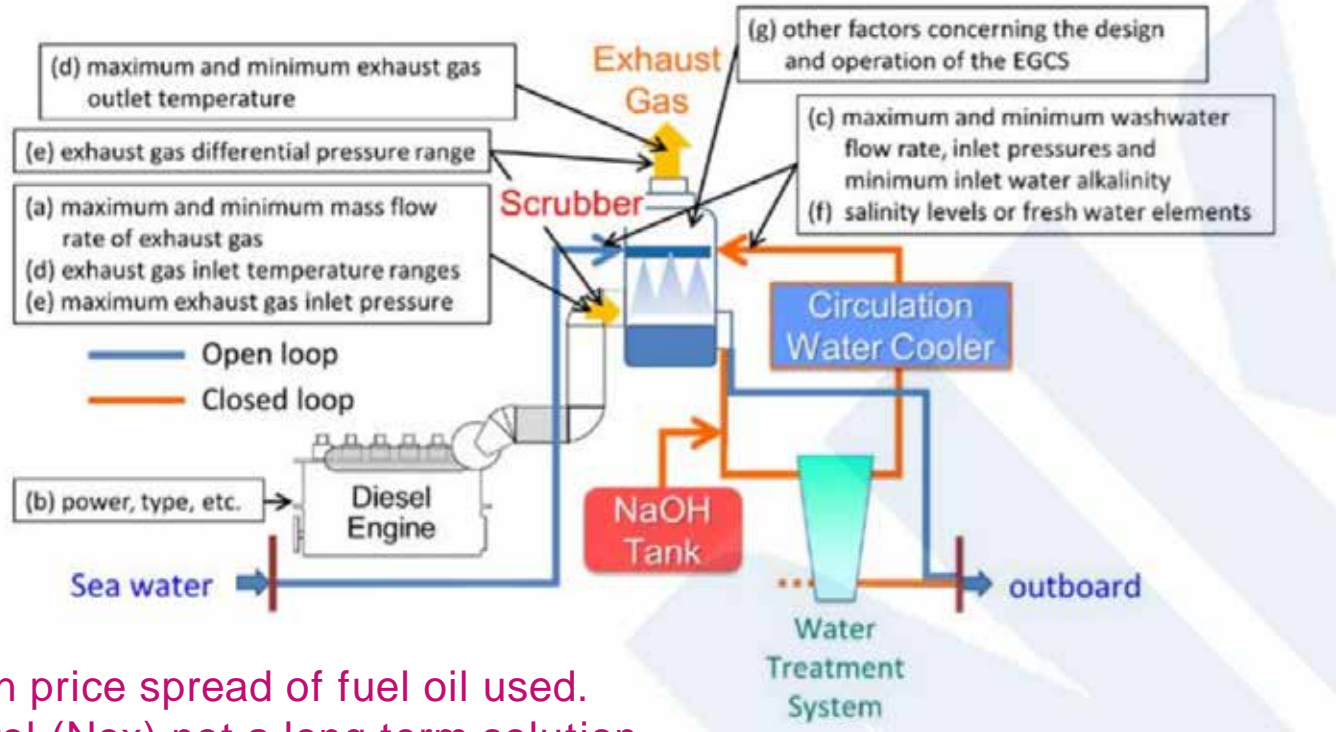 (d) maximum and minimum exhaust gas
outlet temperature
(e) exhaust gas differential pressure range
(a) maximum and minimum mass flow
rate of exhaust gas
(d) exhaust gas inlet temperature ranges
(e) maximum exhaust gas inlet pressure
Exhaust
Gas
Scrubber
(g) other factors concerning the design
and operation of the EGCS
(c) maximum and minimum washwater
flow rate, inlet pressures and
minimum inlet water alkalinity
(f) salinity levels or fresh water elements
Open loop
Closed loop
Circulation
Water Cooler
(b) power, type, etc.
Diesel
Engine
NaOH
Tank
Sea water
outboard
Water
Treatment
System
price spread of fuel oil used.
(Nox) not a long term solution